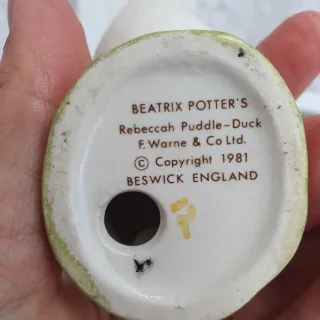 BEATRIX POTTER'S
Rebeccah Puddle-Duck
F. Warne & Co Ltd.
© Copyright 1981
BESWICK ENGLAND